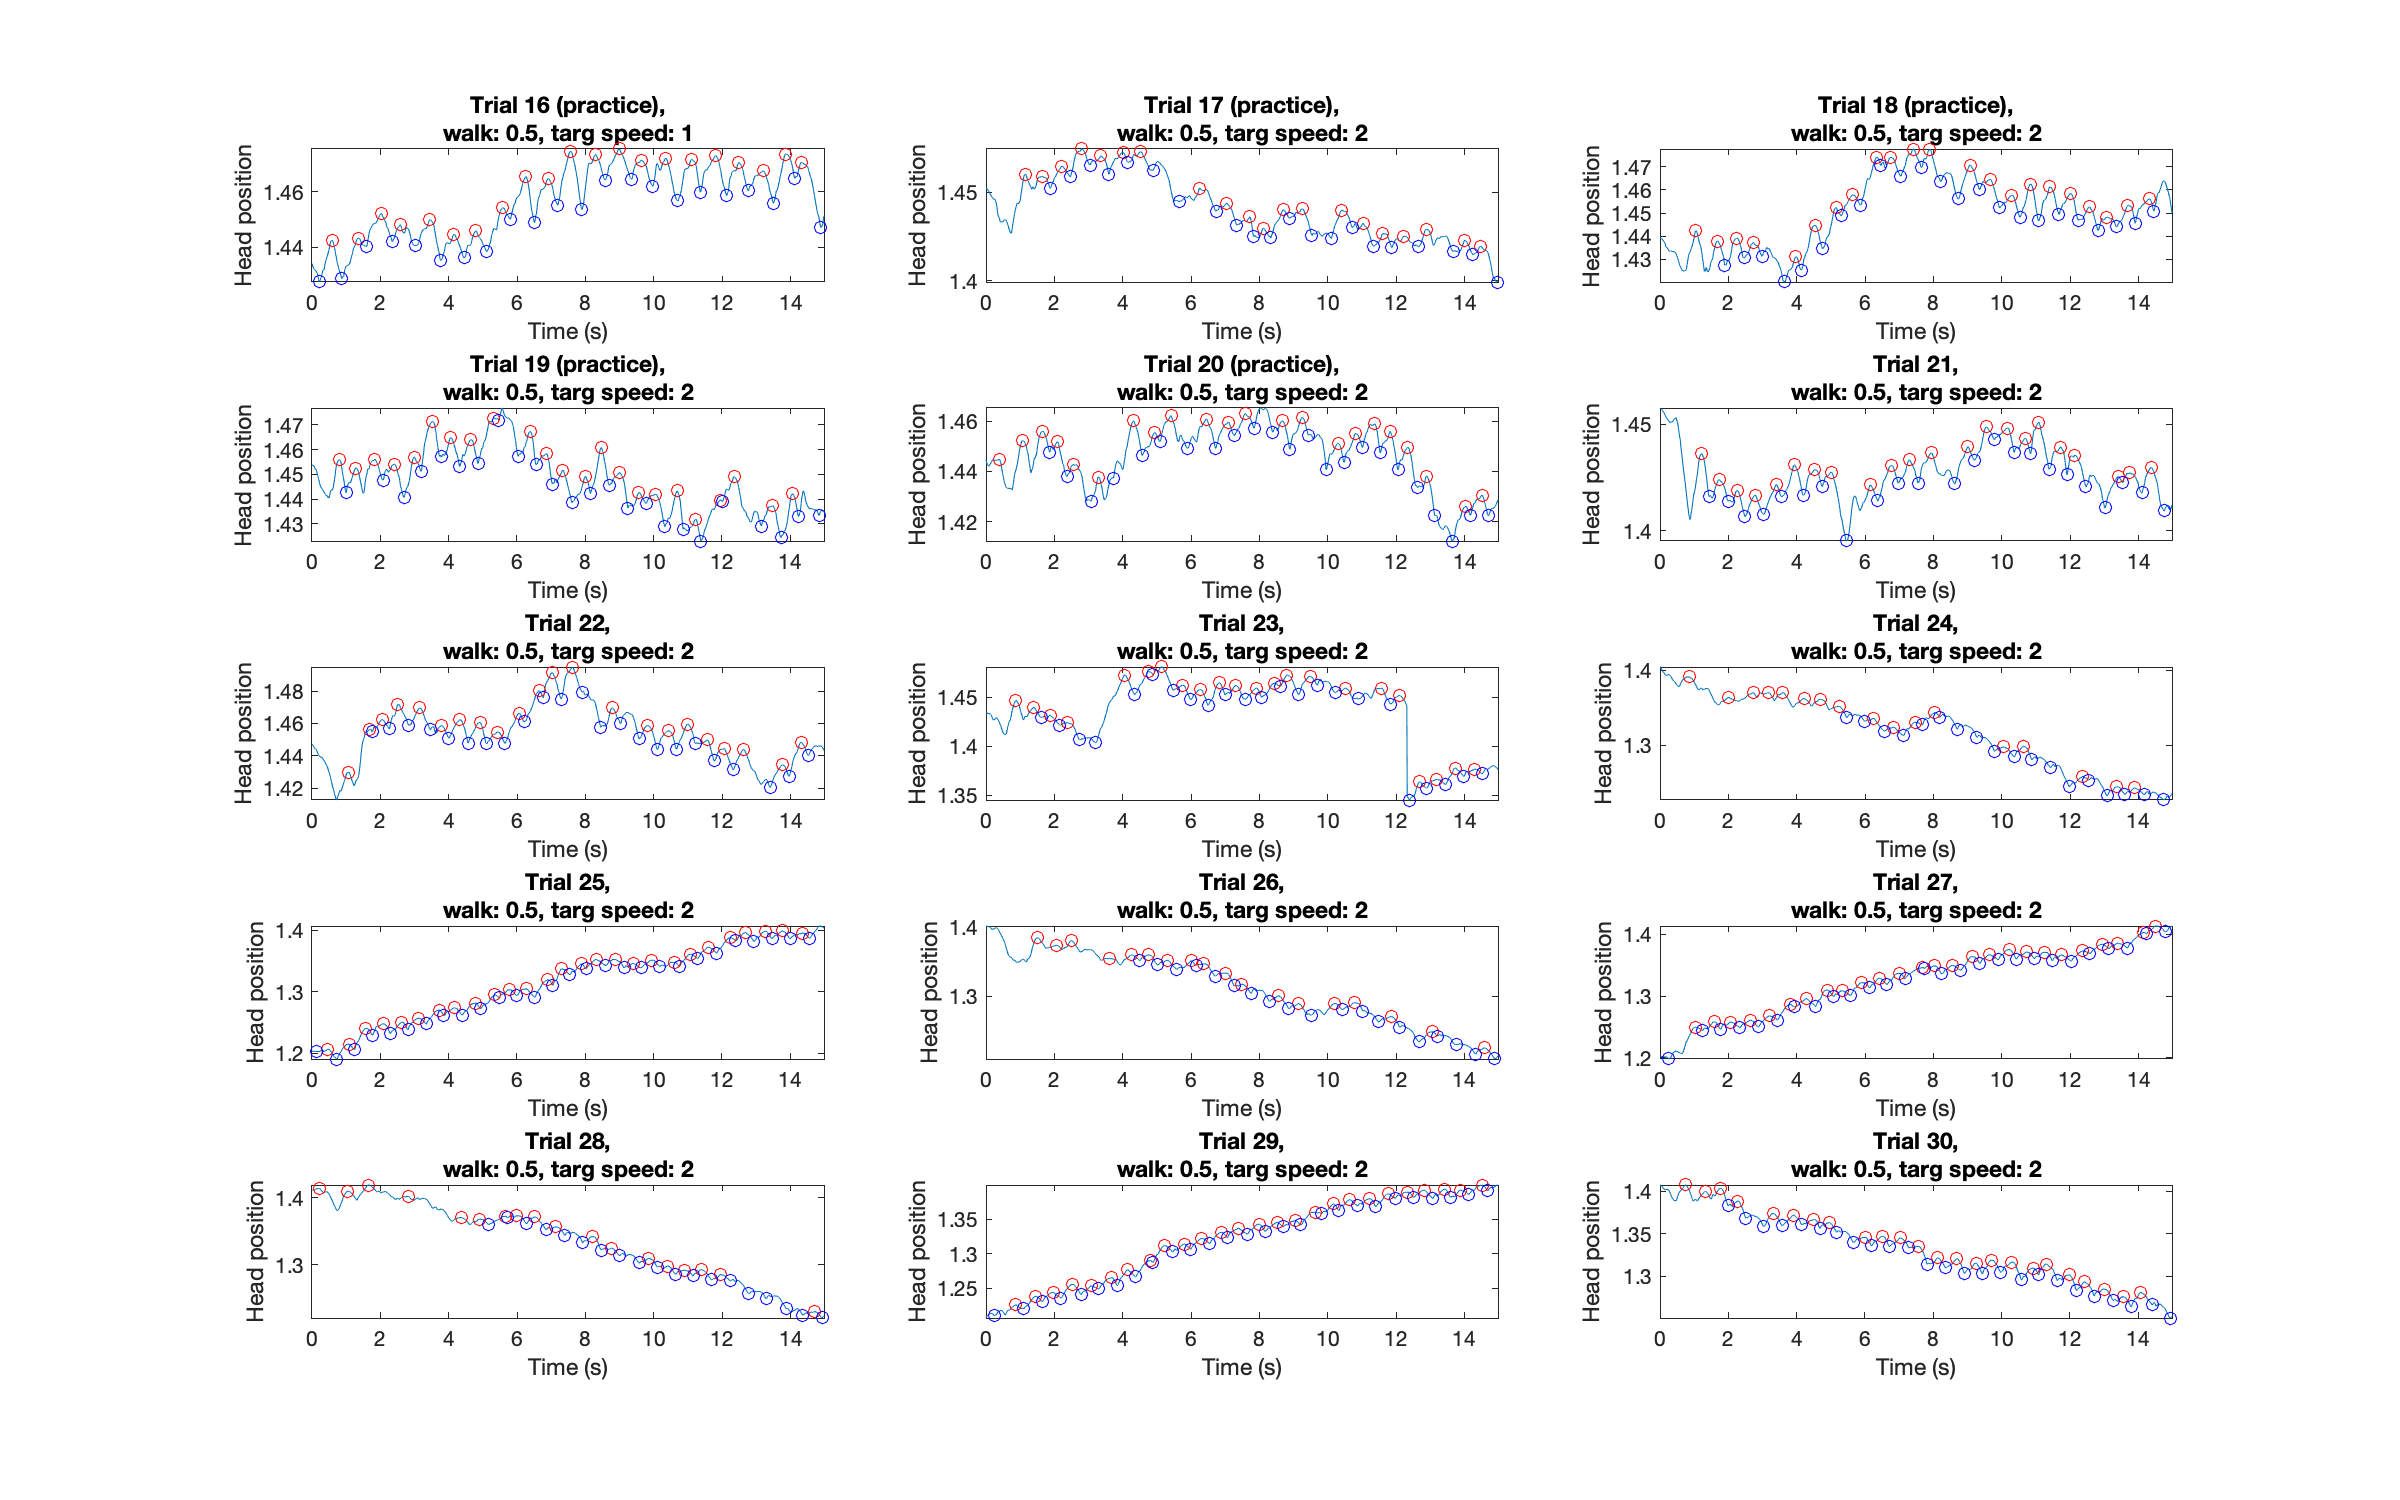 Trial 16 (practice),
walk: 0.5, targ speed: 1
Head position
1.46
1.44
0 2 4 6 8 10 12 14
Time (s)
Trial 17 (practice),
walk: 0.5, targ speed: 2
Head position
1.45
1.4
0 2 4 6 8 10 12 14
Time (s)
Trial 18 (practice),
walk: 0.5, targ speed: 2
Head position
1.47
1.46
1.45
1.44
1.43
0 2 4 6 8 10 12 14
Time (s)
Trial 19 (practice),
walk: 0.5, targ speed: 2
Head position
1.47
1.46
1.45
1.44
1.43
0 2 4 6 8 10 12 14
Time (s)
Trial 20 (practice),
walk: 0.5, targ speed: 2
Head position
1.46
1.44
1.42
0 2 4 6 8 10 12 14
Time (s)
Trial 21,
walk: 0.5, targ speed: 2
Head position
1.45
1.4
0 2 4 6 8 10 12 14
Time (s)
Trial 22,
walk: 0.5, targ speed: 2
Head position
1.48
1.46
1.44
1.42
0 2 4 6 8 10 12 14
Time (s)
Trial 23,
walk: 0.5, targ speed: 2
Head position
1.45
1.4
1.35
0 2 4 6 8 10 12 14
Time (s)
Trial 24,
walk: 0.5, targ speed: 2
Head position
1.4
1.3
0 2 4 6 8 10 12 14
Time (s)
Trial 25,
walk: 0.5, targ speed: 2
Head position
1.4
1.3
1.2
0 2 4 6 8 10 12 14
Time (s)
Trial 26,
walk: 0.5, targ speed: 2
Head position
1.4
1.3
0 2 4 6 8 10 12 14
Time (s)
Trial 27,
walk: 0.5, targ speed: 2
Head position
1.4
1.3
1.2
0 2 4 6 8 10 12 14
Time (s)
Trial 28,
walk: 0.5, targ speed: 2
Head position
1.4
1.3
0 2 4 6 8 10 12 14
Time (s)
Trial 29,
walk: 0.5, targ speed: 2
Head position
1.35
1.3
1.25
0 2 4 6 8 10 12 14
Time (s)
Trial 30,
walk: 0.5, targ speed: 2
Head position
1.4
1.35
1.3
0 2 4 6 8 10 12 14
Time (s)